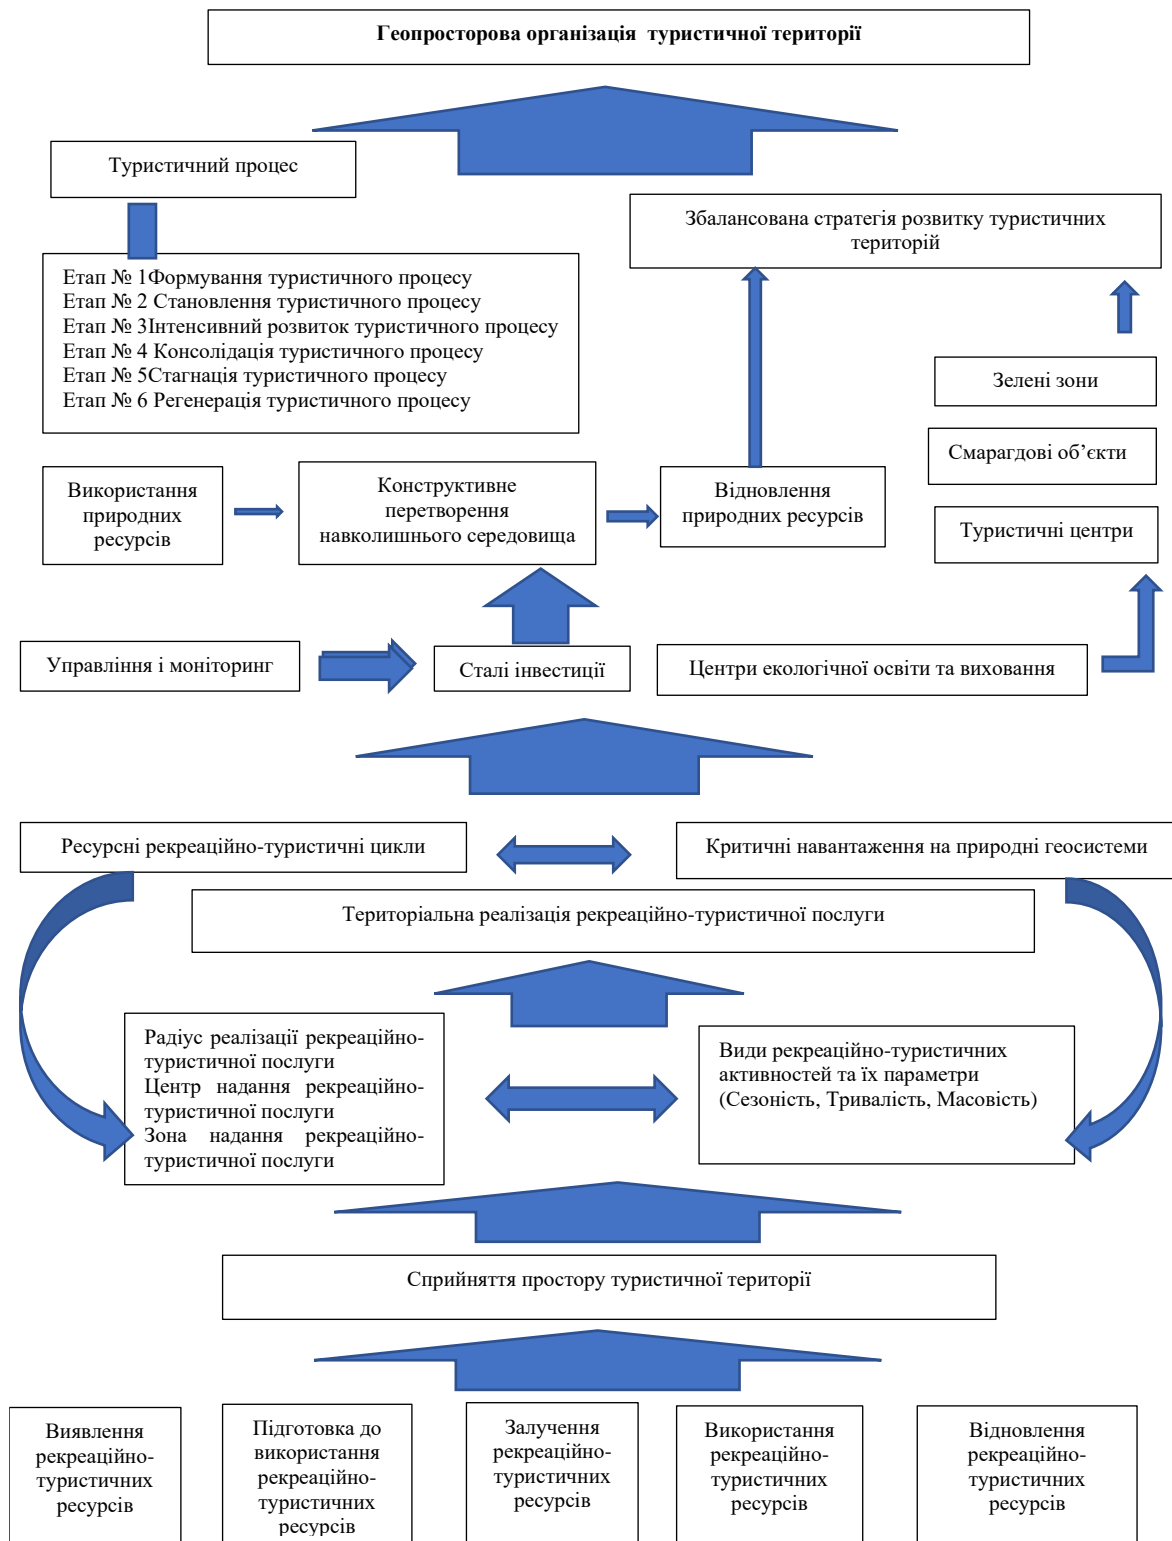 Геопросторова організація туристичної території
Туристичний процес
Збалансована стратегія розвитку туристичних
територій
Етап № 1Формування туристичного процесу
Етап № 2 Становлення туристичного процесу
Етап № 3Інтенсивний розвиток туристичного процесу
Етап № 4 Консолідація туристичного процесу
Етап № 5Стагнація туристичного процесу
Етап № 6 Регенерація туристичного процесу
Зелені зони
Смарагдові об’єкти
Туристичні центри
Використання
природних
ресурсів
Конструктивне
перетворення
навколишнього середовища
Відновлення
природних ресурсів
Управління і моніторинг
Сталі інвестиції
Центри екологічної освіти та виховання
Ресурсні рекреаційно-туристичні цикли
Критичні навантаження на природні геосистеми
Територіальна реалізація рекреаційно-туристичної послуги
Радіус реалізації рекреаційно-
туристичної послуги
Центр надання рекреаційно-
туристичної послуги
Зона надання рекреаційно-
туристичної послуги
Види рекреаційно-туристичних
активностей та їх параметри
(Сезоність, Тривалість, Масовість)
Сприйняття простору туристичної території
Виявлення
рекреаційно-
туристичних
ресурсів
Підготовка до
використання
рекреаційно-
туристичних
ресурсів
Залучення
рекреаційно-
туристичних
ресурсів
Використання
рекреаційно-
туристичних
ресурсів
Відновлення
рекреаційно-
туристичних
ресурсів